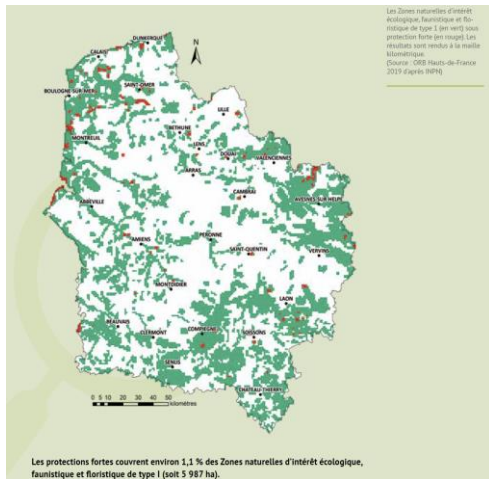 Les Zones naturelles d'intérêt
écologique, faunistique et flo-
ristique de type 1 (en vert) sous
protection forte (en rouge). Les
résultats sont rendus à la maille
kilométrique.
(Source : ORB Hauts-de-France
2019 d'après INPN)
DUNKERQUE
CALAIS
N
SAINT-OMER
BOULOGNE-SUR-MER
LILLE
BETHUNE
LENS
MONTREUIL
DOUAI
VALENCIENNES
ARRAS
CAMBRAI
AVESNES-SUR-HELPE
ABBEVILLE
PERONNE
AMIENS
SAINT-QUENTIN
VERVINS
MONTDIDIER
LAON
BEAUVAIS
COMPIEGNE
CLERMONT
SOISSONS
SENLIS
CHATEAU-THIERRY
0 5 10 20 30 40 50
kilomètres
Les protections fortes couvrent environ 1,1 % des Zones naturelles d'intérêt écologique,
faunistique et floristique de type I (soit 5 987 ha).